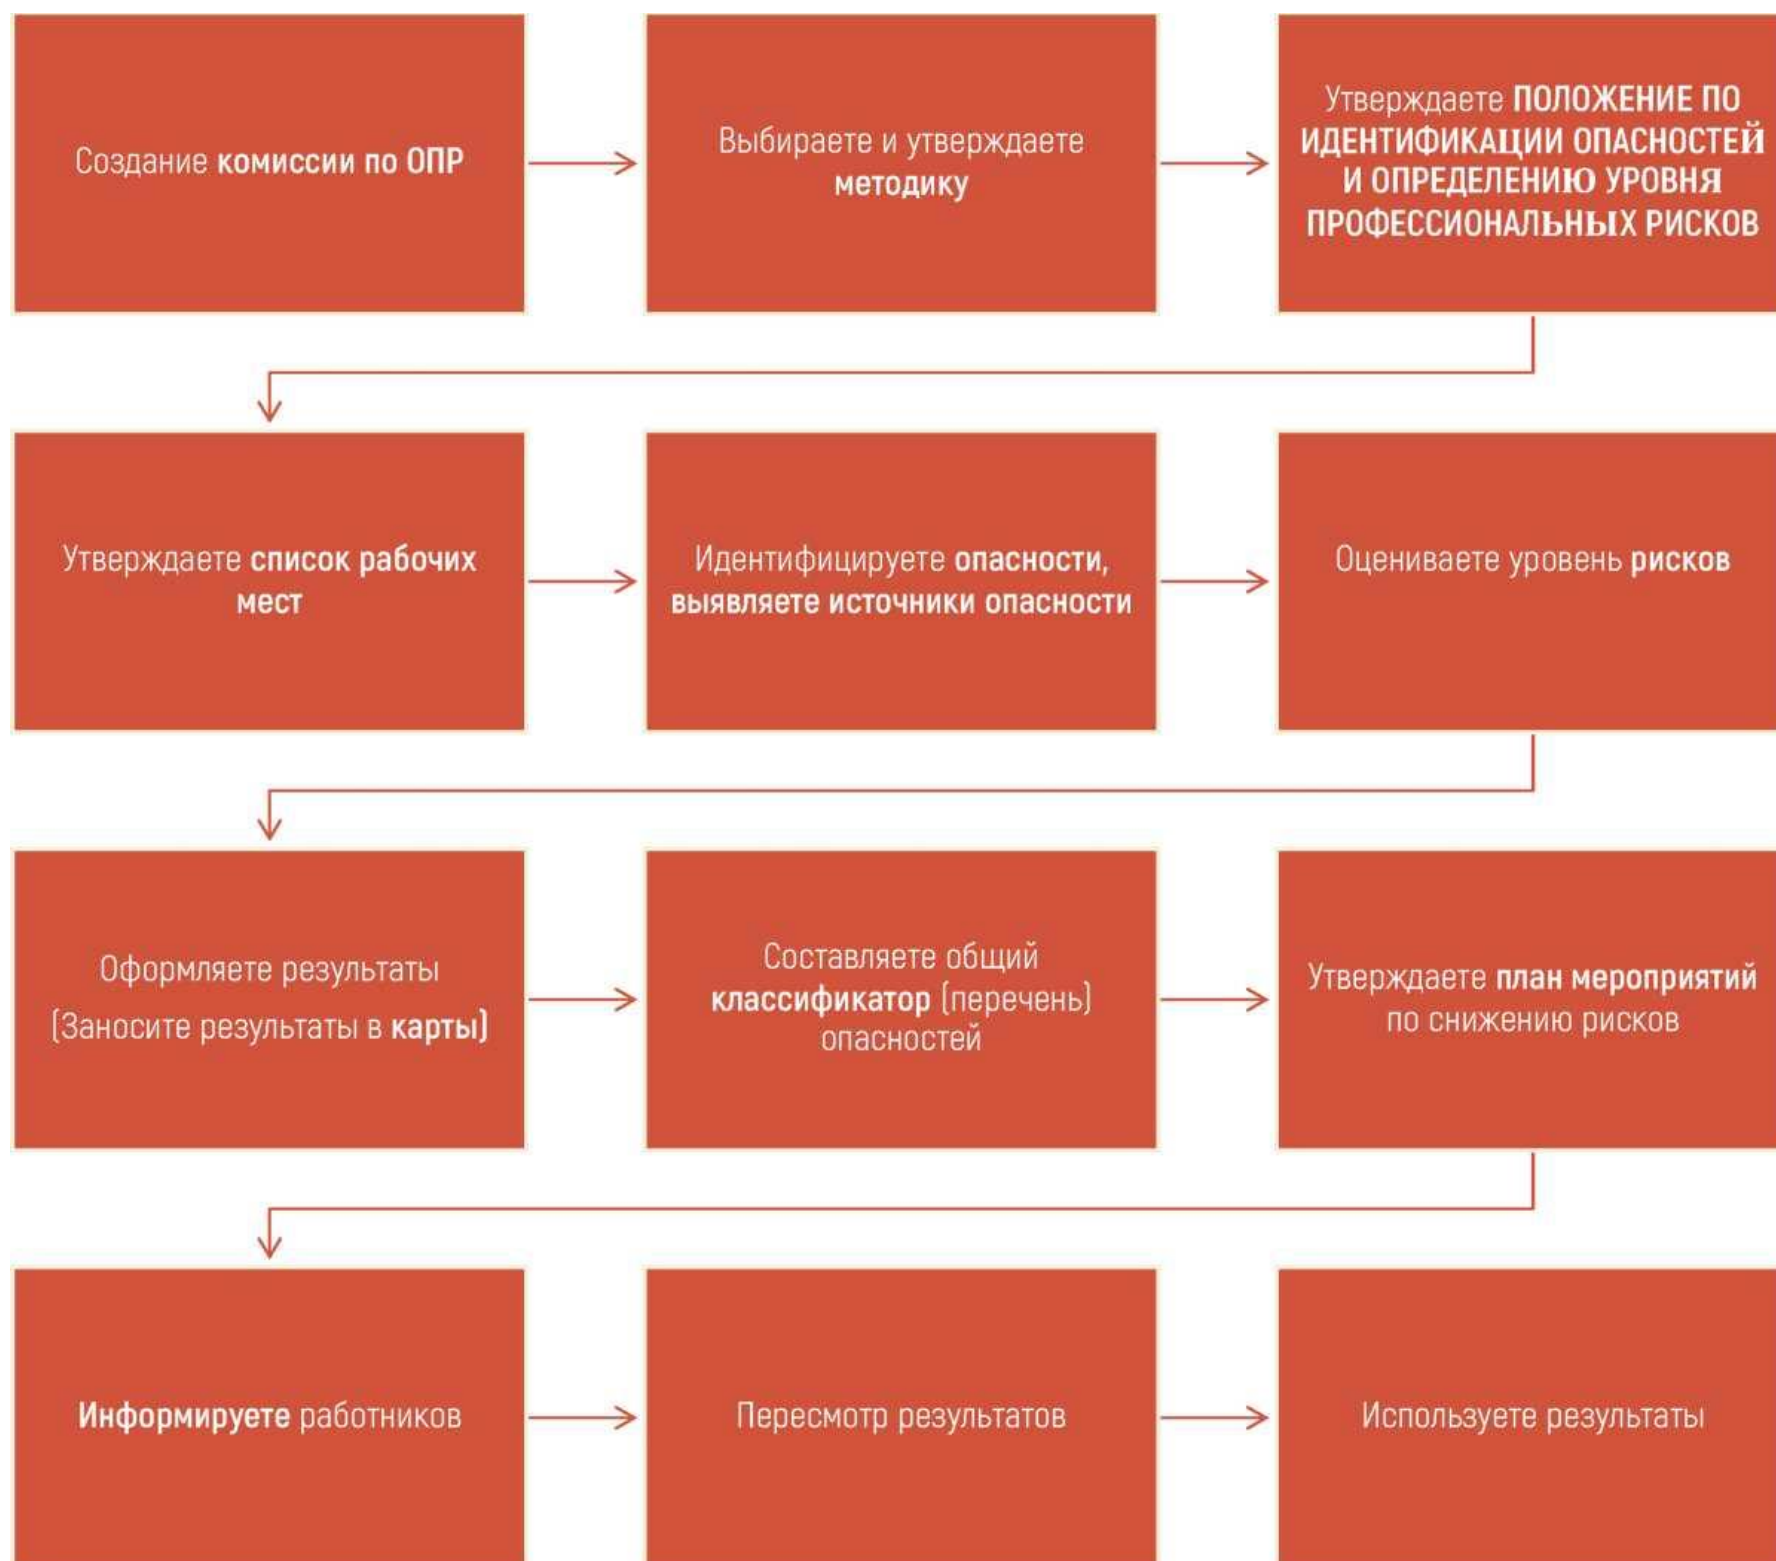 Создание комиссии по ОПР
Выбираете и утверждаете
методику
Утверждаете ПОЛОЖЕНИЕ ПО
ИДЕНТИФИКАЦИИ ОПАСНОСТЕЙ
И ОПРЕДЕЛЕНИЮ УРОВНЯ
ПРОФЕССИОНАЛЬНЫХ РИСКОВ
Утверждаете список рабочих
мест
Идентифицируете опасности,
выявляете источники опасности
Оцениваете уровень рисков
Оформляете результаты
(Заносите результаты в карты)
Составляете общий
классификатор (перечень)
опасностей
Утверждаете план мероприятий
по снижению рисков
Информируете работников
Пересмотр результатов
Используете результаты